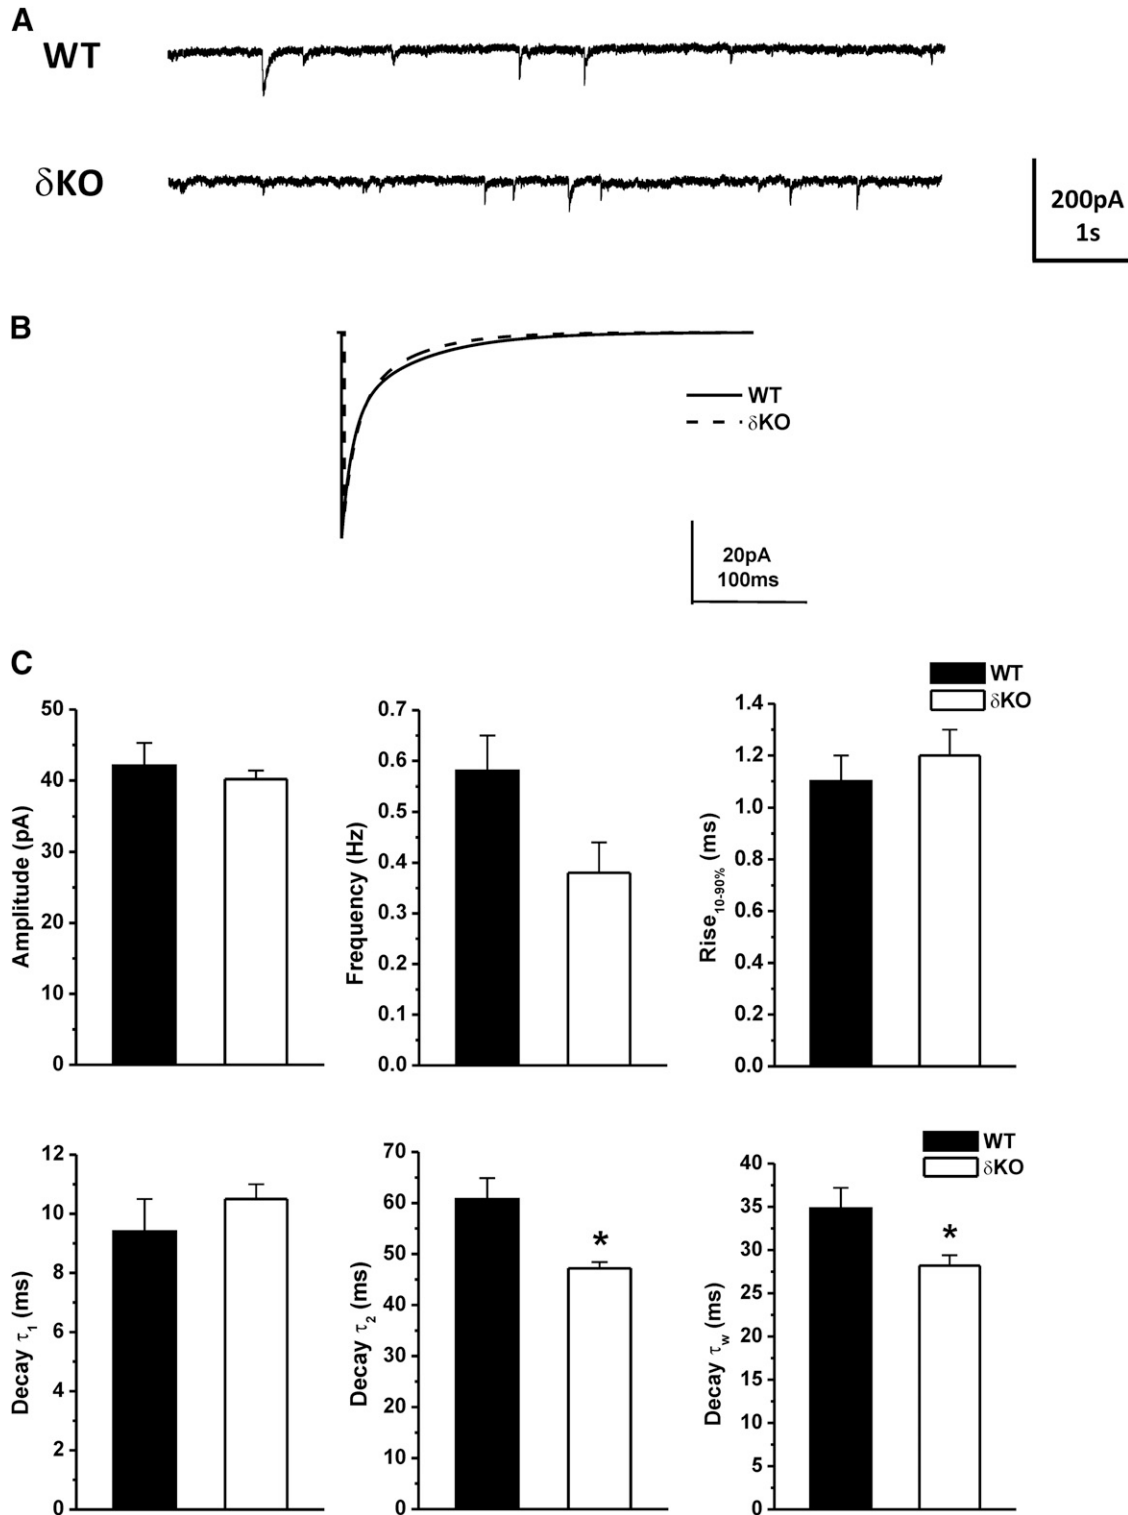 A
WT
δKO
200pA
1s
B
WT
δKO
20pA
100ms
C
WT
δKO
50
40
30
20
10
0
Amplitude (pA)
0.7
0.6
0.5
0.4
0.3
0.2
0.1
0.0
Frequency (Hz)
1.4
1.2
1.0
0.8
0.6
0.4
0.2
0.0
Rise10-90% (ms)
12
10
8
6
4
2
0
Decay τ1 (ms)
70
60
50
40
30
20
10
0
Decay τ2 (ms)
*
WT
δKO
40
35
30
25
20
15
10
5
0
Decay τw (ms)
*